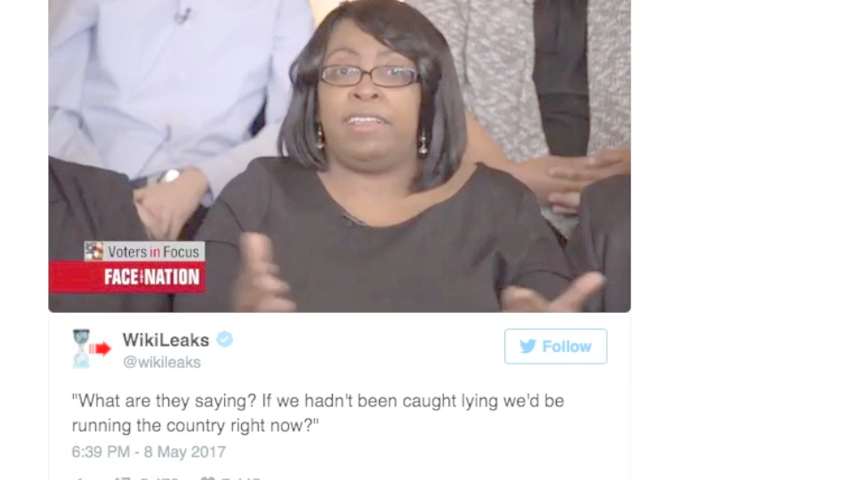 Voters in Focus
FACE THE NATION
WikiLeaks
@wikileaks
Follow
"What are they saying? If we hadn't been caught lying we'd be
running the country right now?"
6:39 PM - 8 May 2017